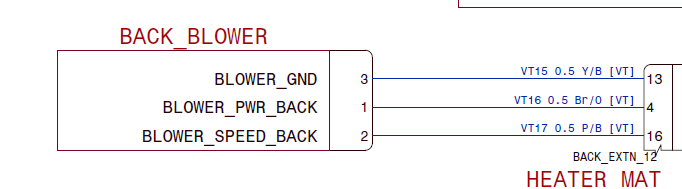 BACK_BLOWER
BLOWER_GND 3 VT15 0.5 Y/B [VT] 13
BLOWER_PWR_BACK 1 VT16 0.5 Br/O [VT] 4
BLOWER_SPEED_BACK 2 VT17 0.5 P/B [VT] 16
BACK_EXTN_12
HEATER MAT